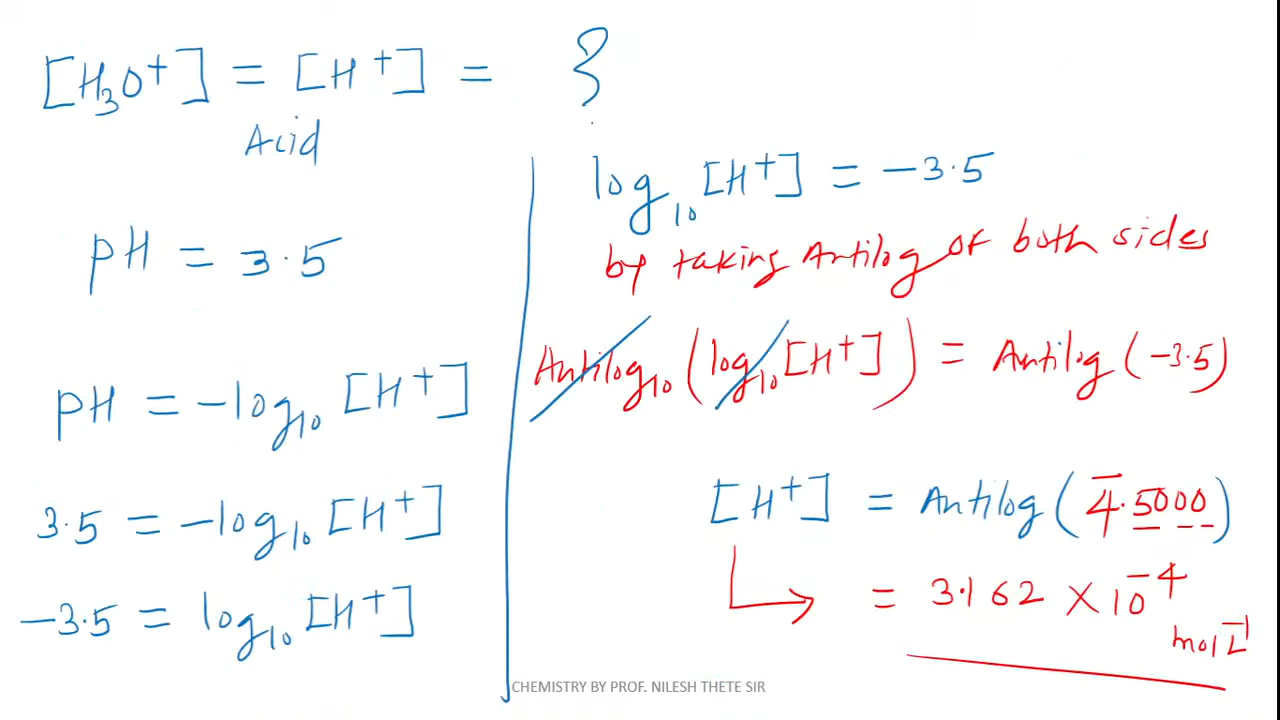 [H₃O⁺] = [H⁺] = ?
Acid
pH = 3.5
pH = -log₁₀ [H⁺]
3.5 = -log₁₀ [H⁺]
-3.5 = log₁₀ [H⁺]
log₁₀ [H⁺] = -3.5
by taking Antilog of both sides
Antilog₁₀ (log₁₀ [H⁺]) = Antilog (-3.5)
[H⁺] = Antilog (4̅.5000)
= 3.162 × 10⁻⁴
mol L⁻¹
CHEMISTRY BY PROF. NILESH THETE SIR